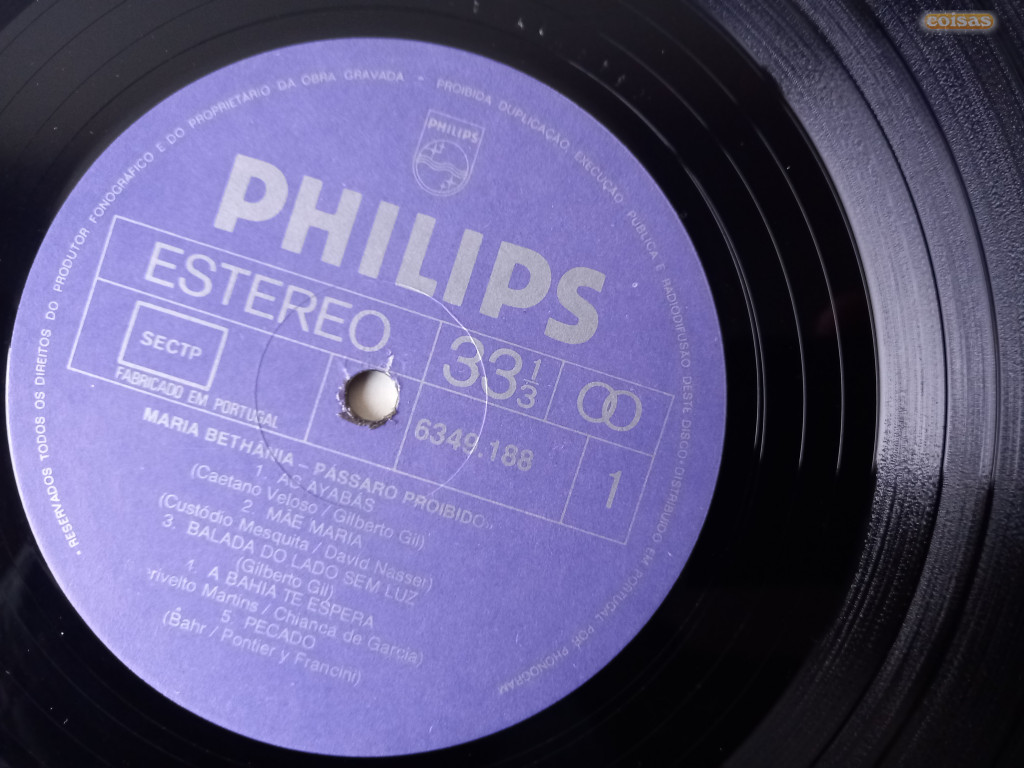 coisas
• RESERVADOS TODOS OS DIREITOS DO PRODUTOR FONOGRÁFICO E DO PROPRIETÁRIO DA OBRA GRAVADA - PROIBIDA DUPLICAÇÃO, EXECUÇÃO PUBLICA E RADIODIFUSÃO DESTE DISCO • DISTRIBUIDO EM PORTUGAL POR PHONOGRAM
PHILIPS
PHILIPS
ESTEREO
33 1/3
SECTP
FABRICADO EM PORTUGAL
6349.188
1
MARIA BETHÂNIA - PÁSSARO PROIBIDO
1. AS AYABÁS
(Caetano Veloso / Gilberto Gil)
2. MÃE MARIA
(Custódio Mesquita / David Nasser)
3. BALADA DO LADO SEM LUZ
(Gilberto Gil)
4. A BAHIA TE ESPERA
Martins / Chianca de Garcia)
5. PECADO
(Bahr / Pontier y Francini)